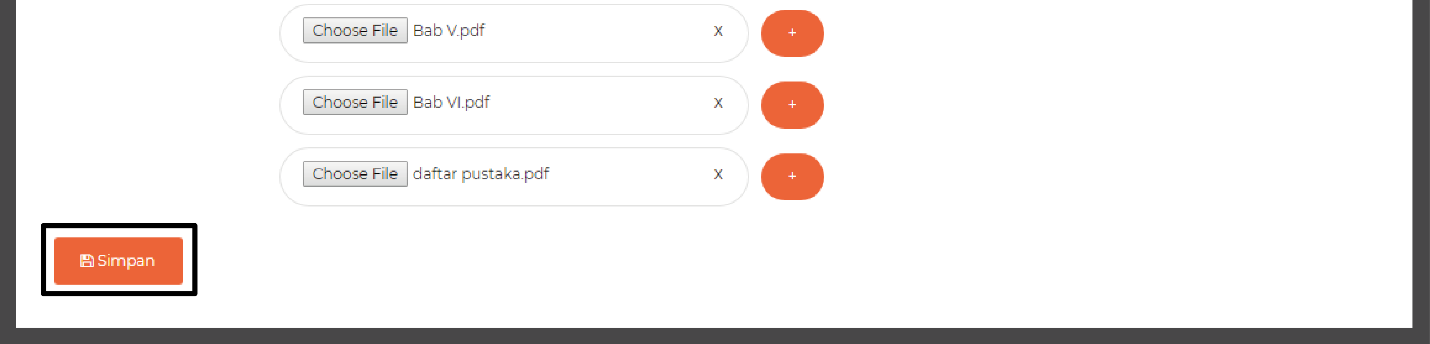 Choose File Bab V.pdf X +
Choose File Bab VI.pdf X +
Choose File daftar pustaka.pdf X +
Simpan